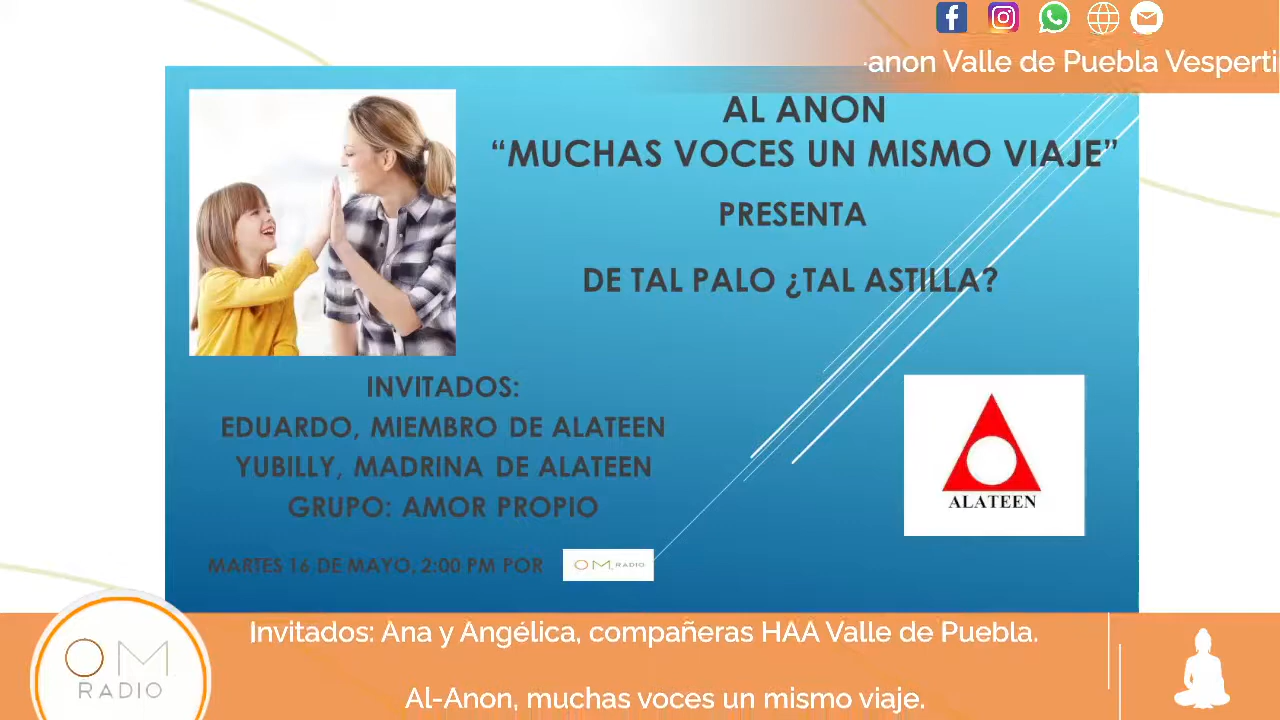 ·anon Valle de Puebla Vesperti
AL ANON
“MUCHAS VOCES UN MISMO VIAJE”
PRESENTA
DE TAL PALO ¿TAL ASTILLA?
INVITADOS:
EDUARDO, MIEMBRO DE ALATEEN
YUBILLY, MADRINA DE ALATEEN
GRUPO: AMOR PROPIO
ALATEEN
MARTES 16 DE MAYO, 2:00 PM POR
OM. RADIO
Invitados: Ana y Angélica, compañeras HAA Valle de Puebla.
OM
RADIO
Al-Anon, muchas voces un mismo viaje.